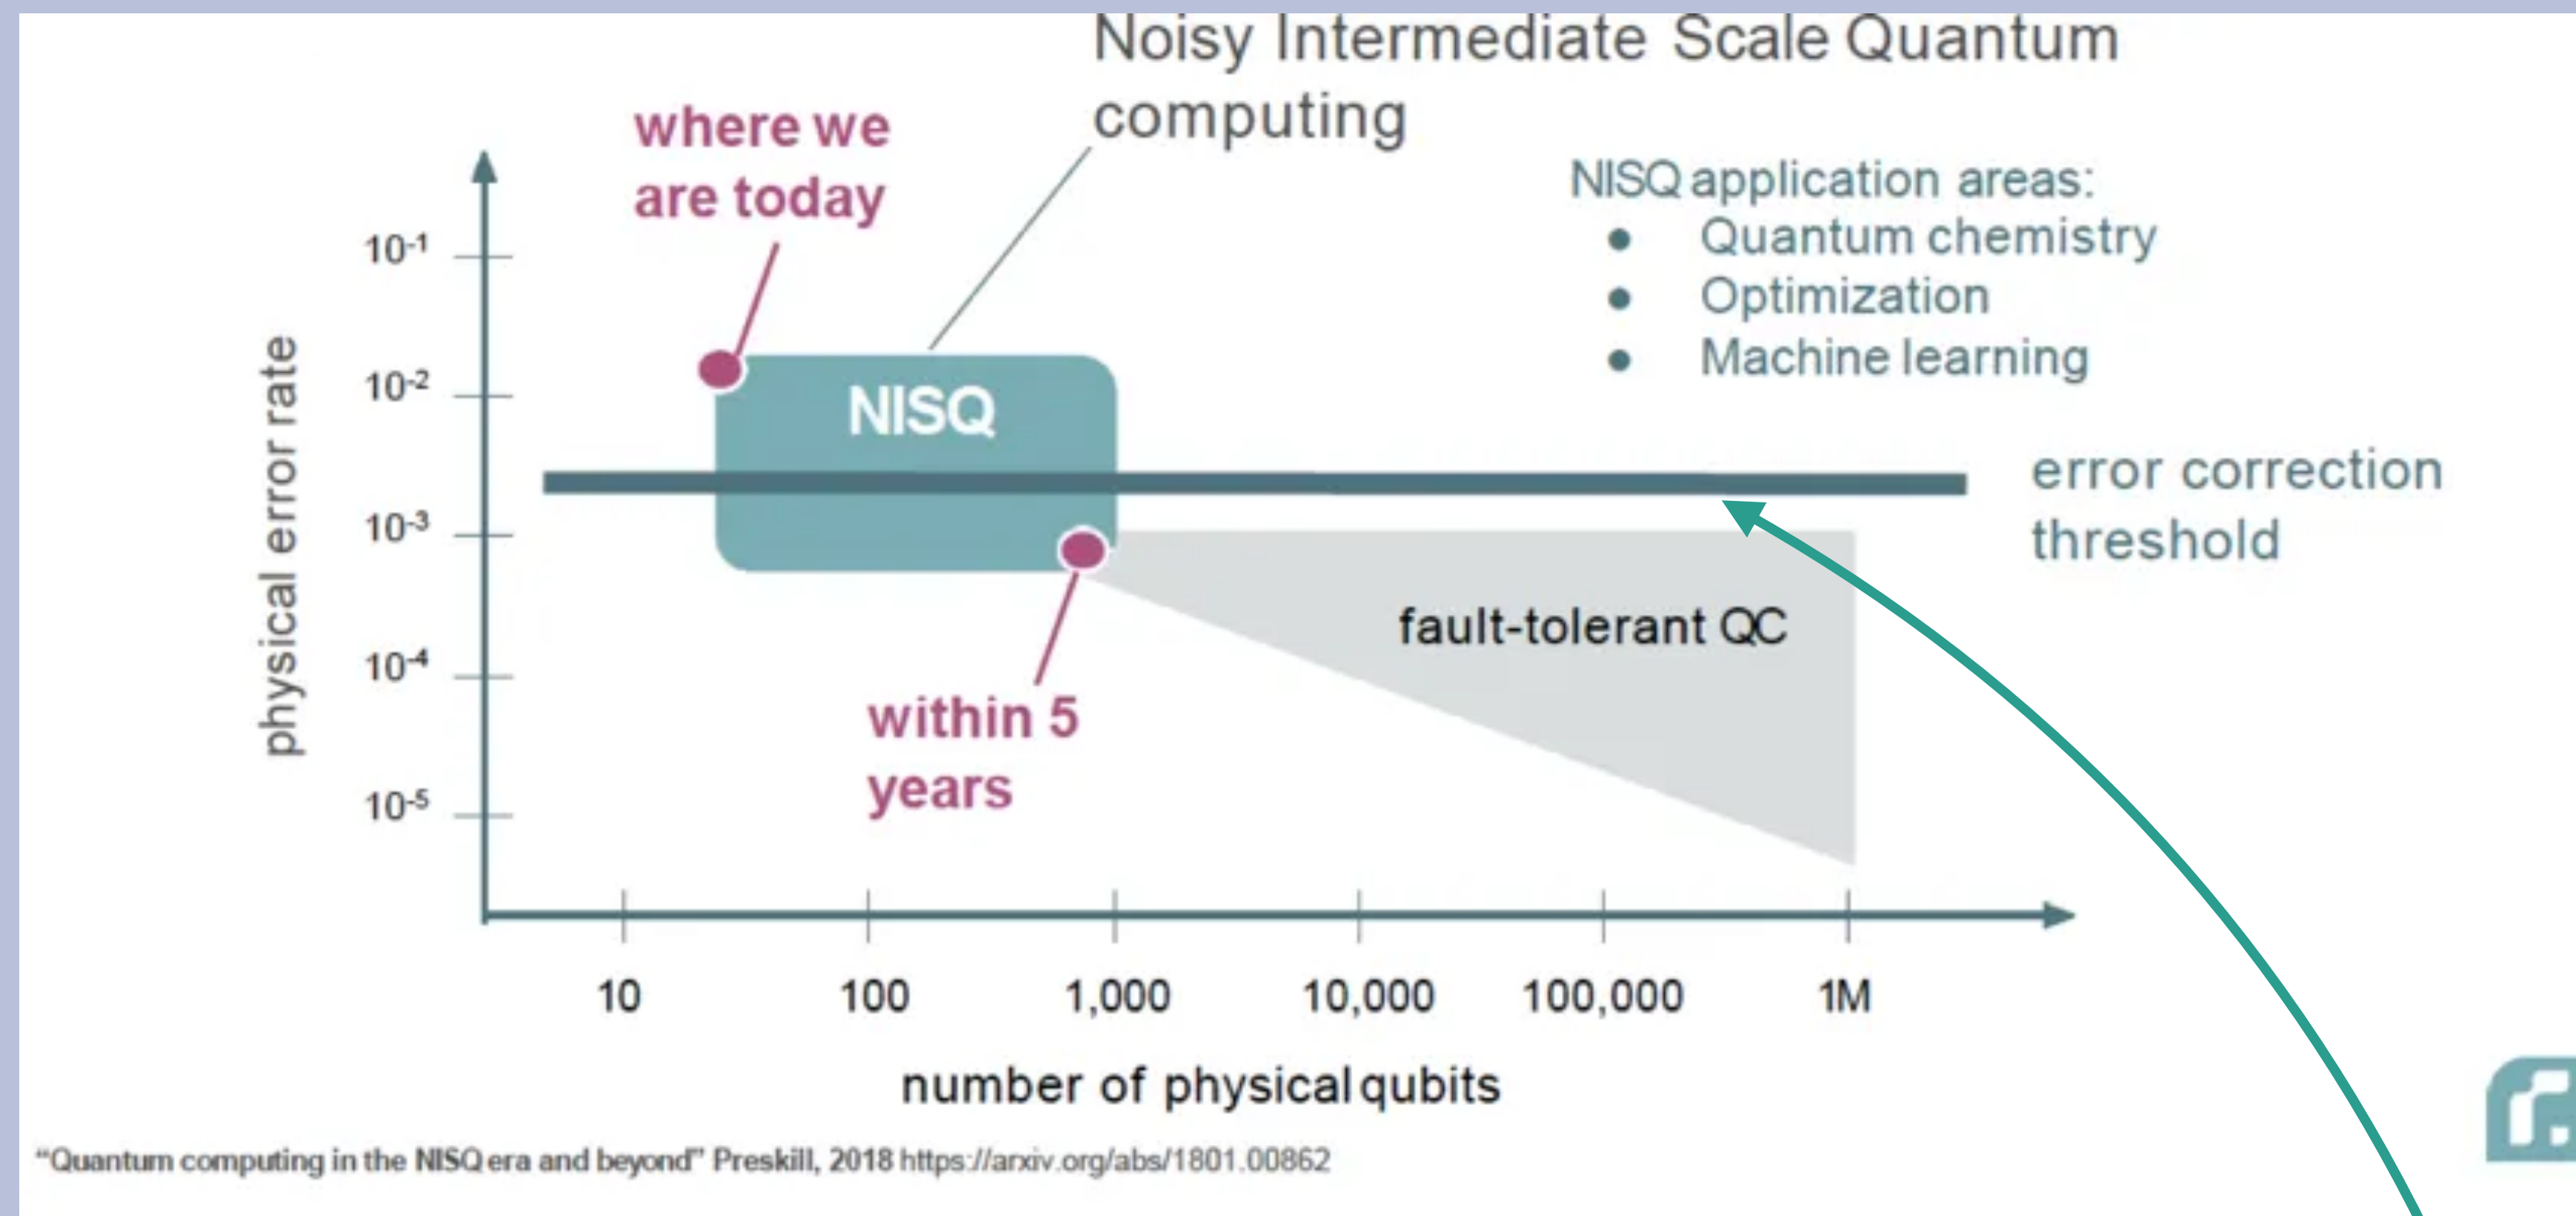 Noisy Intermediate Scale Quantum
computing
where we
are today
NISQ application areas:
● Quantum chemistry
● Optimization
● Machine learning
10-1
10-2
10-3
10-4
10-5
physical error rate
NISQ
error correction
threshold
fault-tolerant QC
within 5
years
10 100 1,000 10,000 100,000 1M
number of physical qubits
“Quantum computing in the NISQ era and beyond” Preskill, 2018 https://arxiv.org/abs/1801.00862